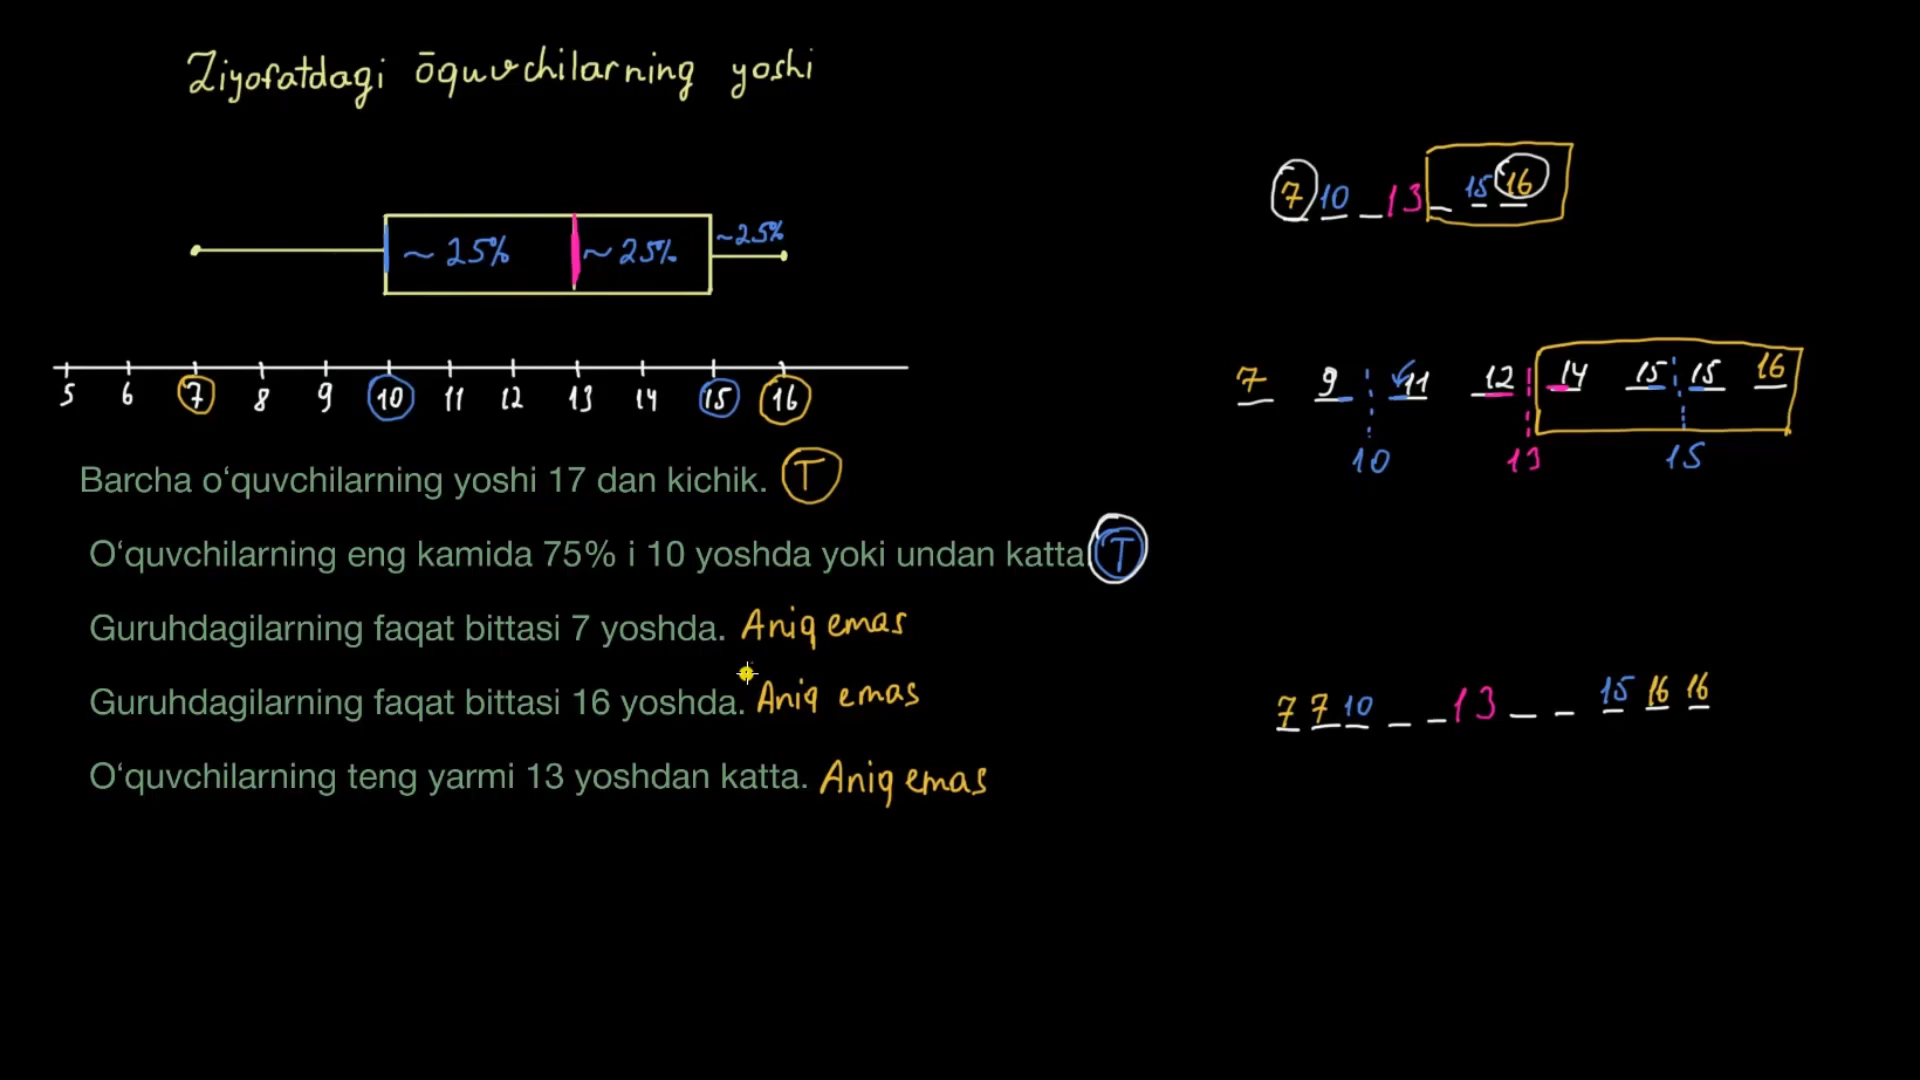 Ziyofatdagi ōquvchilarning yoshi
7 10 _ 13 _ 15 16
~ 25% ~ 25% ~25%
5 6 7 8 9 10 11 12 13 14 15 16
7 9 11 12 14 15 15 16
10 13 15
Barcha o‘quvchilarning yoshi 17 dan kichik. T
O‘quvchilarning eng kamida 75% i 10 yoshda yoki undan katta T
Guruhdagilarning faqat bittasi 7 yoshda. Aniq emas
Guruhdagilarning faqat bittasi 16 yoshda. Aniq emas
7 7 10 _ _ 13 _ _ 15 16 16
O‘quvchilarning teng yarmi 13 yoshdan katta. Aniq emas